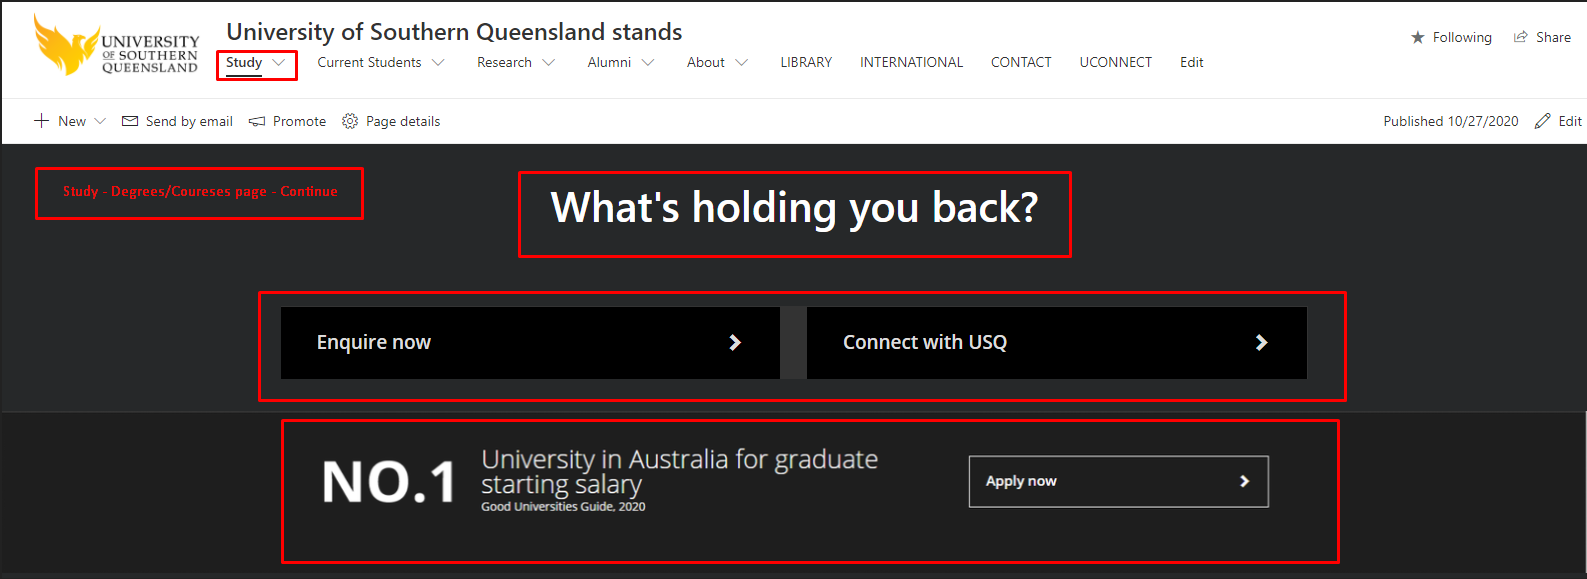 UNIVERSITY
OF SOUTHERN
QUEENSLAND
University of Southern Queensland stands
Study Current Students Research Alumni About LIBRARY INTERNATIONAL CONTACT UCONNECT Edit
Following Share
New Send by email Promote Page details Published 10/27/2020 Edit
Study - Degrees/Coureses page - Continue
What's holding you back?
Enquire now
Connect with USQ
NO.1
University in Australia for graduate
starting salary
Good Universities Guide, 2020
Apply now